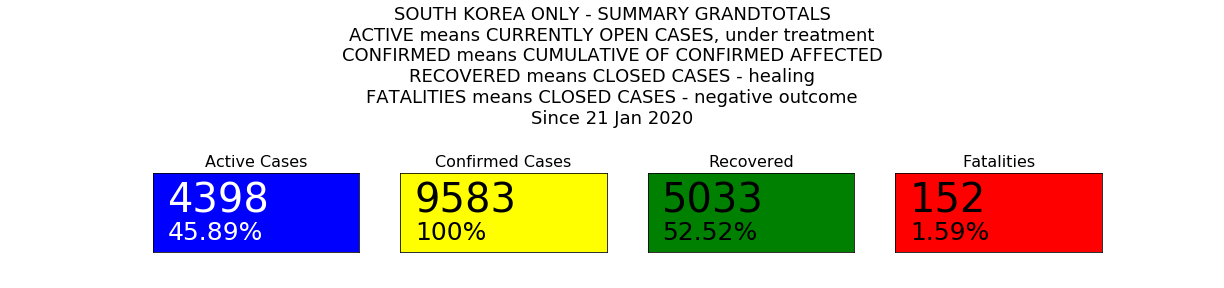 SOUTH KOREA ONLY - SUMMARY GRANDTOTALS
ACTIVE means CURRENTLY OPEN CASES, under treatment
CONFIRMED means CUMULATIVE OF CONFIRMED AFFECTED
RECOVERED means CLOSED CASES - healing
FATALITIES means CLOSED CASES - negative outcome
Since 21 Jan 2020
Active Cases
4398
45.89%
Confirmed Cases
9583
100%
Recovered
5033
52.52%
Fatalities
152
1.59%